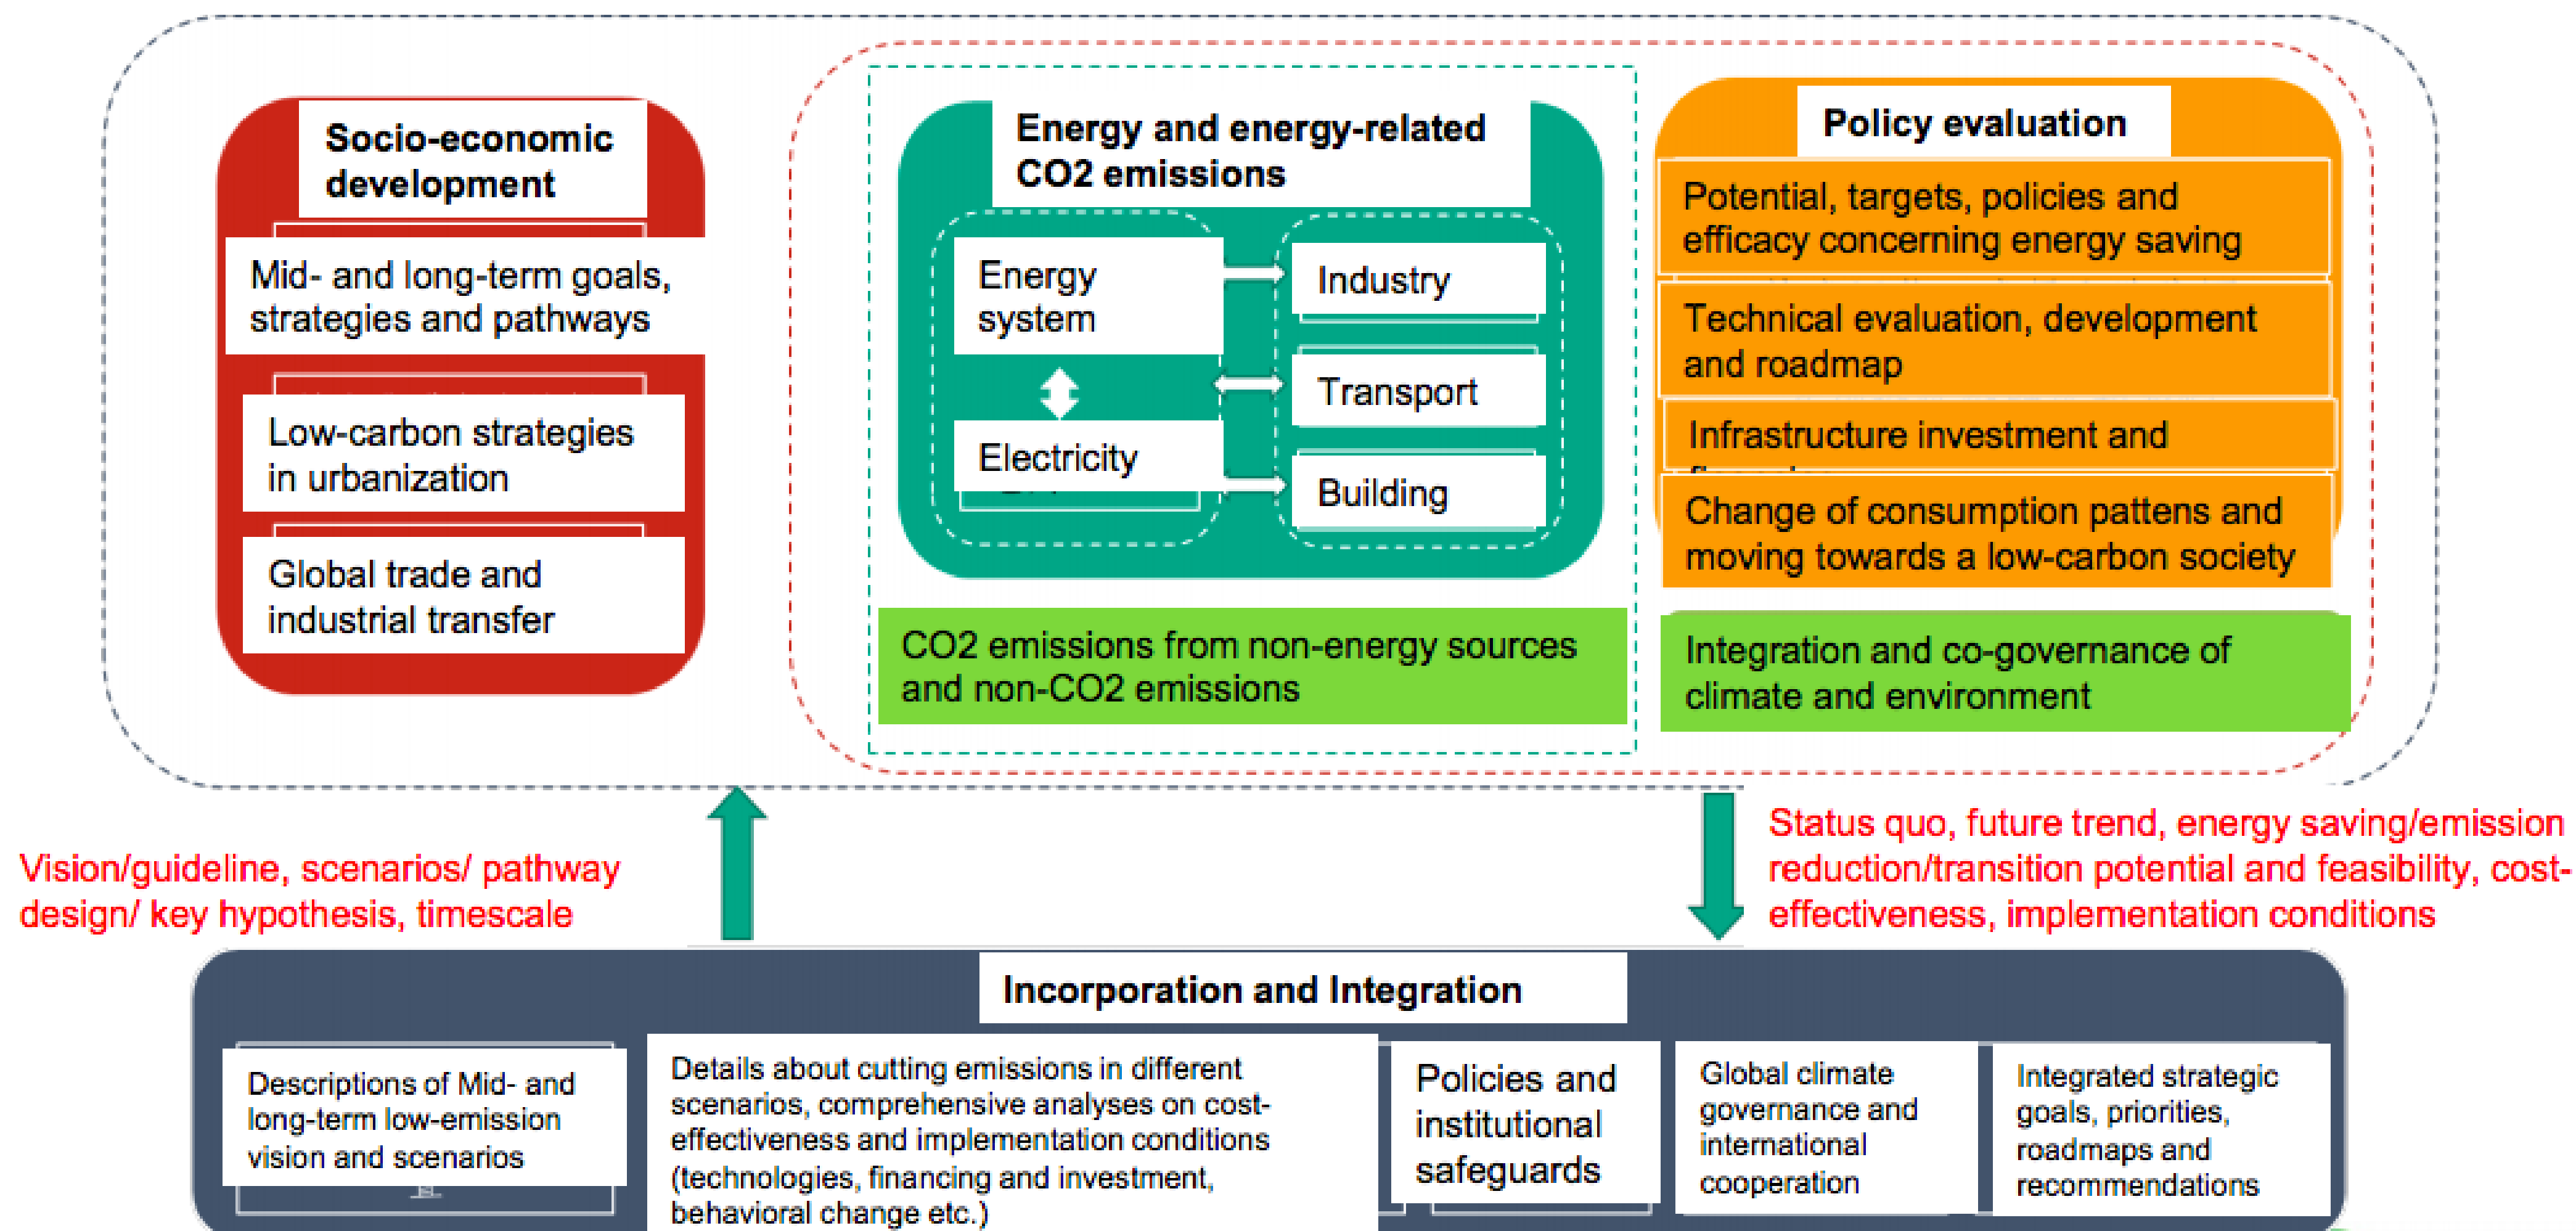 Socio-economic
development
Mid- and long-term goals,
strategies and pathways
Low-carbon strategies
in urbanization
Global trade and
industrial transfer
Energy and energy-related
CO2 emissions
Energy
system
Electricity
Industry
Transport
Building
CO2 emissions from non-energy sources
and non-CO2 emissions
Policy evaluation
Potential, targets, policies and
efficacy concerning energy saving
Technical evaluation, development
and roadmap
Infrastructure investment and
Change of consumption pattens and
moving towards a low-carbon society
Integration and co-governance of
climate and environment
Vision/guideline, scenarios/ pathway
design/ key hypothesis, timescale
Status quo, future trend, energy saving/emission
reduction/transition potential and feasibility, cost-
effectiveness, implementation conditions
Incorporation and Integration
Descriptions of Mid- and
long-term low-emission
vision and scenarios
Details about cutting emissions in different
scenarios, comprehensive analyses on cost-
effectiveness and implementation conditions
(technologies, financing and investment,
behavioral change etc.)
Policies and
institutional
safeguards
Global climate
governance and
international
cooperation
Integrated strategic
goals, priorities,
roadmaps and
recommendations